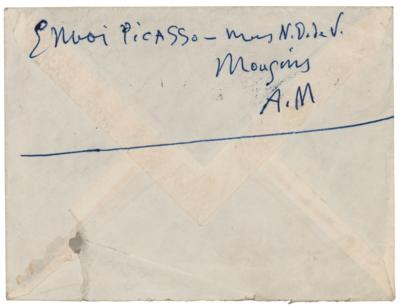 Envoi PiCASSo – mas N.D. de V.
Mougins
A.M